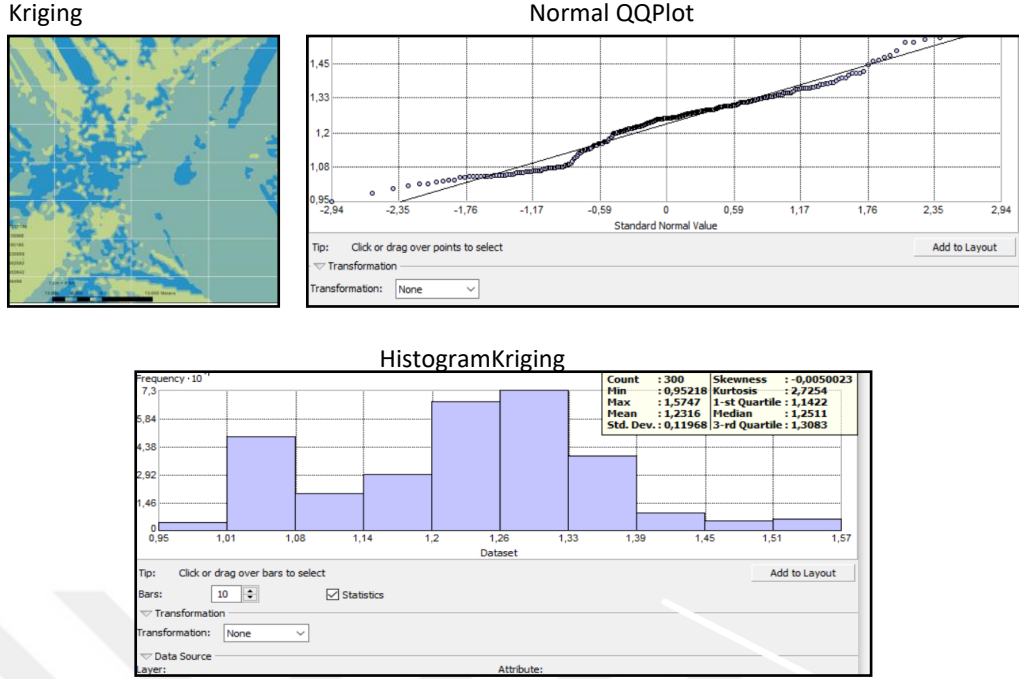 Kriging
Normal QQPlot
1,45
1,33
1,2
1,08
0,95
-2,94 -2,35 -1,76 -1,17 -0,59 0 0,59 1,17 1,76 2,35 2,94
Standard Normal Value
Tip: Click or drag over points to select
Add to Layout
Transformation
Transformation: None
HistogramKriging
Frequency · 10
Count : 300 Skewness : -0,0050023
Min : 0,95218 Kurtosis : 2,7254
Max : 1,5747 1-st Quartile : 1,1422
Mean : 1,2316 Median : 1,2511
Std. Dev. : 0,11968 3-rd Quartile : 1,3083
7,3
5,84
4,38
2,92
1,46
0
0,95 1,01 1,08 1,14 1,2 1,26 1,33 1,39 1,45 1,51 1,57
Dataset
Tip: Click or drag over bars to select
Add to Layout
Bars: 10 Statistics
Transformation
Transformation: None
Data Source
Layer: Attribute: